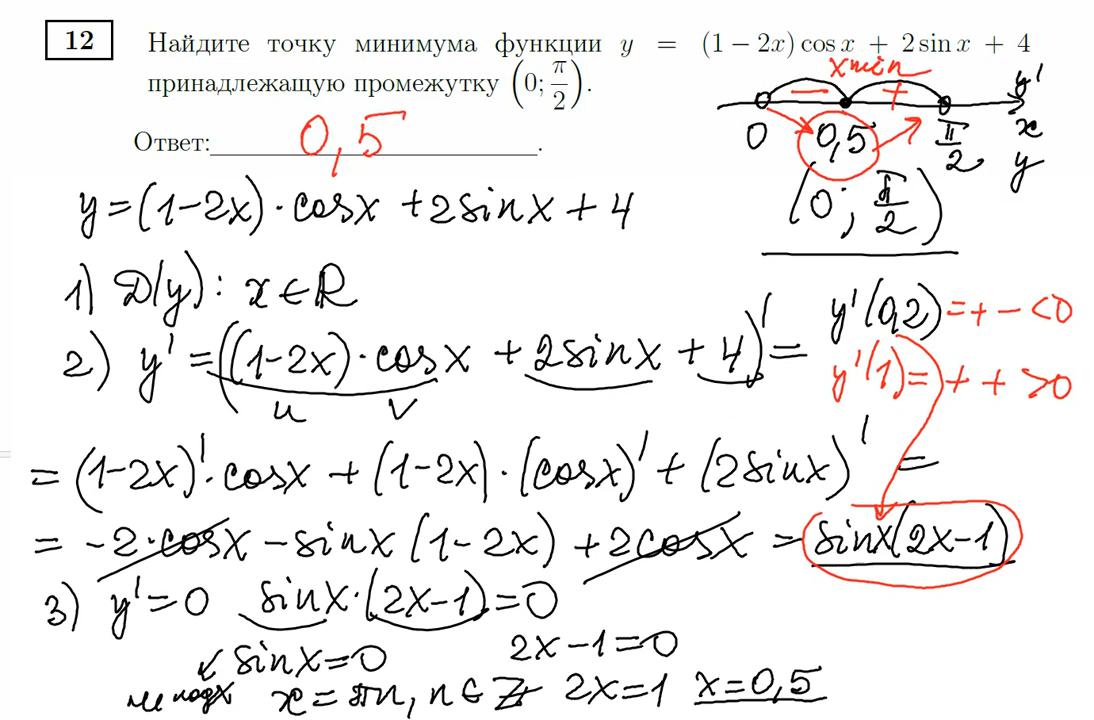 12 Найдите точку минимума функции y = (1 − 2x) cos x + 2 sin x + 4
принадлежащую промежутку (0; π/2).
xmin
− + y'
0 0,5 π/2 x
y
Ответ: 0,5
(0; π/2)
y = (1-2x)·cosx + 2sinx + 4
1) D(y): x ∈ R
y'(0,2) = + − < 0
2) y' = ((1-2x)·cosx + 2sinx + 4)' =
u v
y'(1) = + + > 0
= (1-2x)'·cosx + (1-2x)·(cosx)' + (2sinx)' =
= -2·cosx - sinx(1-2x) + 2cosx = sinx(2x-1)
3) y' = 0 sinx·(2x-1) = 0
sinx = 0 2x-1 = 0
не подх x = πn, n ∈ Z 2x = 1 x = 0,5